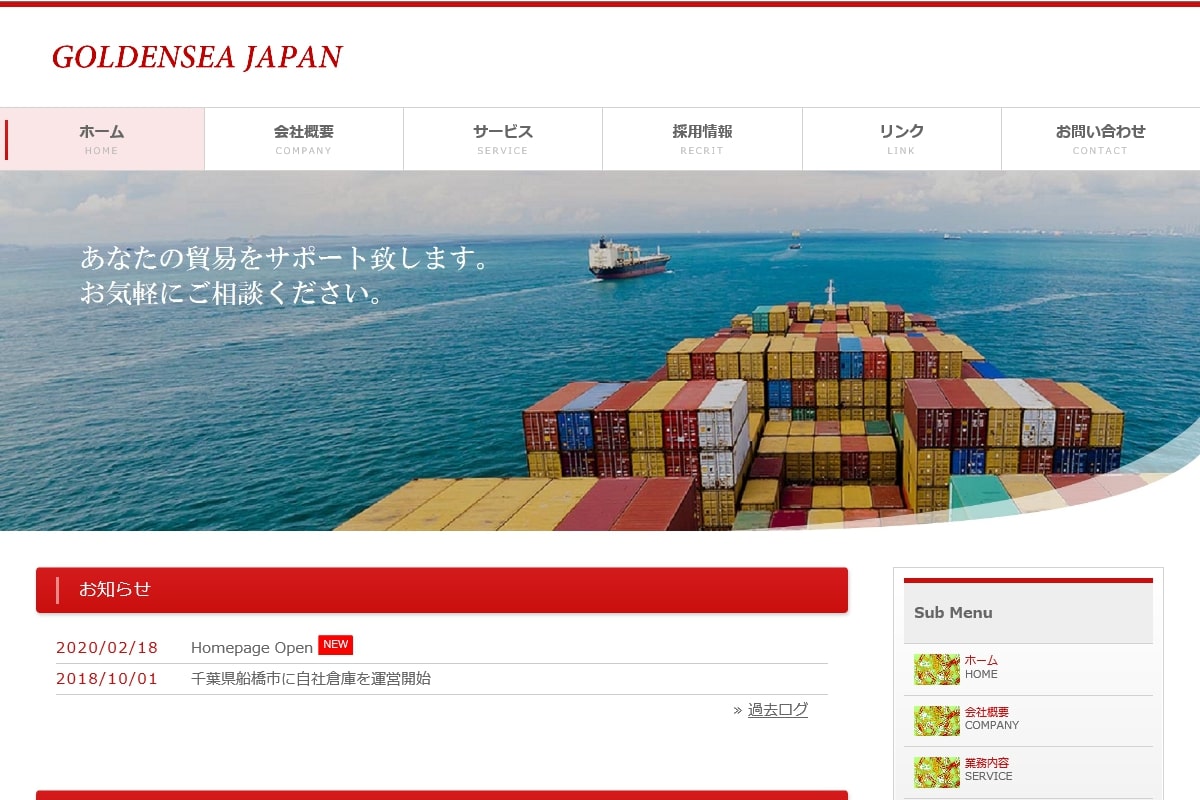 GOLDENSEA JAPAN
ホーム
HOME
会社概要
COMPANY
サービス
SERVICE
採用情報
RECRIT
リンク
LINK
お問い合わせ
CONTACT
あなたの貿易をサポート致します。
お気軽にご相談ください。
お知らせ
2020/02/18 Homepage Open NEW
2018/10/01 千葉県船橋市に自社倉庫を運営開始
» 過去ログ
Sub Menu
ホーム
HOME
会社概要
COMPANY
業務内容
SERVICE